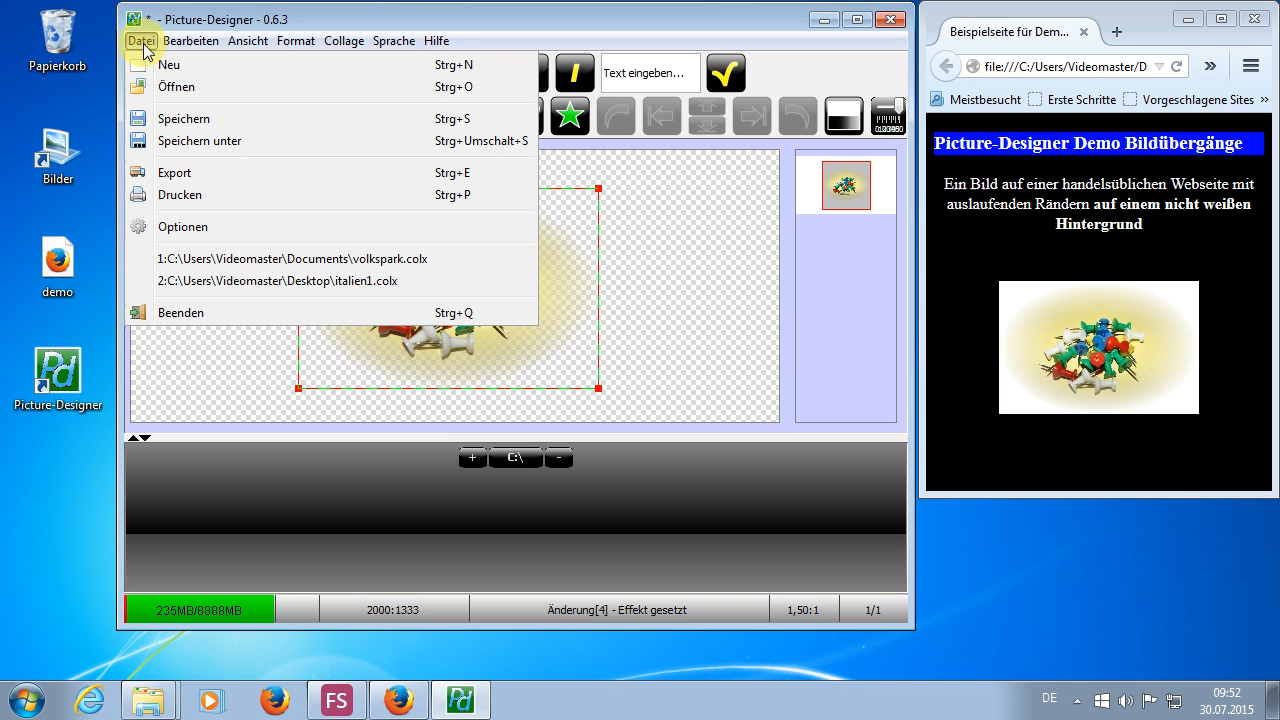 Papierkorb
Bilder
demo
Picture-Designer
* - Picture-Designer - 0.6.3
Datei Bearbeiten Ansicht Format Collage Sprache Hilfe
Neu Strg+N
Öffnen Strg+O
Speichern Strg+S
Speichern unter Strg+Umschalt+S
Export Strg+E
Drucken Strg+P
Optionen
1:C:\Users\Videomaster\Documents\volkspark.colx
2:C:\Users\Videomaster\Desktop\italien1.colx
Beenden Strg+Q
I Text eingeben...
+ C:\ -
235MB/8888MB 2000:1333 Änderung[4] - Effekt gesetzt 1,50:1 1/1
Beispielseite für Dem...
file:///C:/Users/Videomaster/D
Meistbesucht Erste Schritte Vorgeschlagene S... »
Picture-Designer Demo Bildübergänge
Ein Bild auf einer handelsüblichen Webseite mit
auslaufenden Rändern auf einem nicht weißen
Hintergrund
Pd
FS
Pd
DE
09:52
30.07.2015